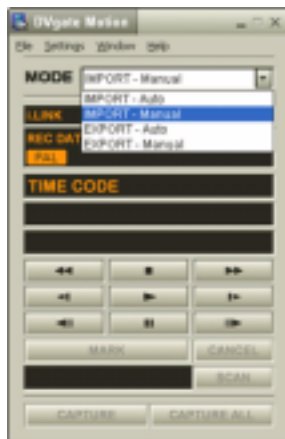 DVgate Motion
File Settings Window Help
MODE IMPORT - Manual
IMPORT - Auto
i.LINK IMPORT - Manual
EXPORT - Auto
REC DAT EXPORT - Manual
PAL
TIME CODE
MARK CANCEL
SCAN
CAPTURE CAPTURE ALL